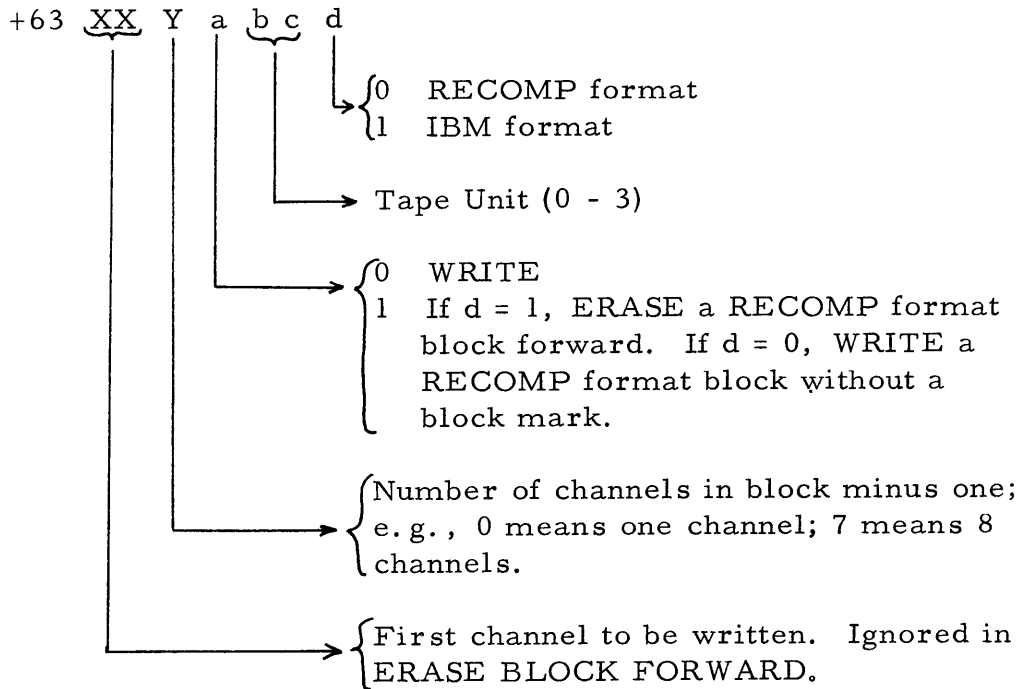 +63 XX Y a b c d
0 RECOMP format
1 IBM format
Tape Unit (0 - 3)
0 WRITE
1 If d = 1, ERASE a RECOMP format
block forward. If d = 0, WRITE a
RECOMP format block without a
block mark.
Number of channels in block minus one;
e.g., 0 means one channel; 7 means 8
channels.
First channel to be written. Ignored in
ERASE BLOCK FORWARD.